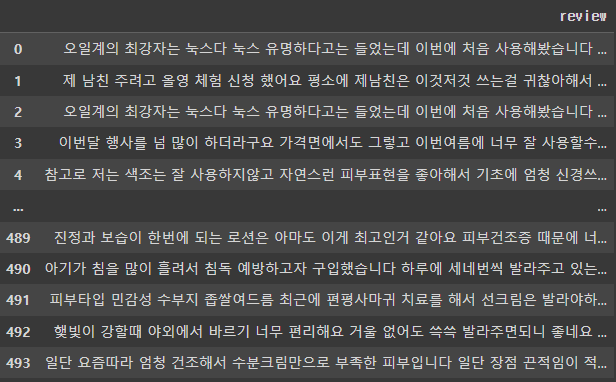 review
0 오일계의 최강자는 눅스다 눅스 유명하다고는 들었는데 이번에 처음 사용해봤습니다 ...
1 제 남친 주려고 올영 체험 신청 했어요 평소에 제남친은 이것저것 쓰는걸 귀찮아해서 ...
2 오일계의 최강자는 눅스다 눅스 유명하다고는 들었는데 이번에 처음 사용해봤습니다 ...
3 이번달 행사를 넘 많이 하더라구요 가격면에서도 그렇고 이번여름에 너무 잘 사용할수...
4 참고로 저는 색조는 잘 사용하지않고 자연스런 피부표현을 좋아해서 기초에 엄청 신경쓰...
... ...
489 진정과 보습이 한번에 되는 로션은 아마도 이게 최고인거 같아요 피부건조증 때문에 너...
490 아기가 침을 많이 흘려서 침독 예방하고자 구입했습니다 하루에 세네번씩 발라주고 있는...
491 피부타입 민감성 수부지 좁쌀여드름 최근에 편평사마귀 치료를 해서 선크림은 발라야하...
492 햋빛이 강할때 야외에서 바르기 너무 편리해요 거울 없어도 쓱쓱 발라주면되니 좋네요 ...
493 일단 요즘따라 엄청 건조해서 수분크림만으로 부족한 피부입니다 일단 장점 끈적임이 적...